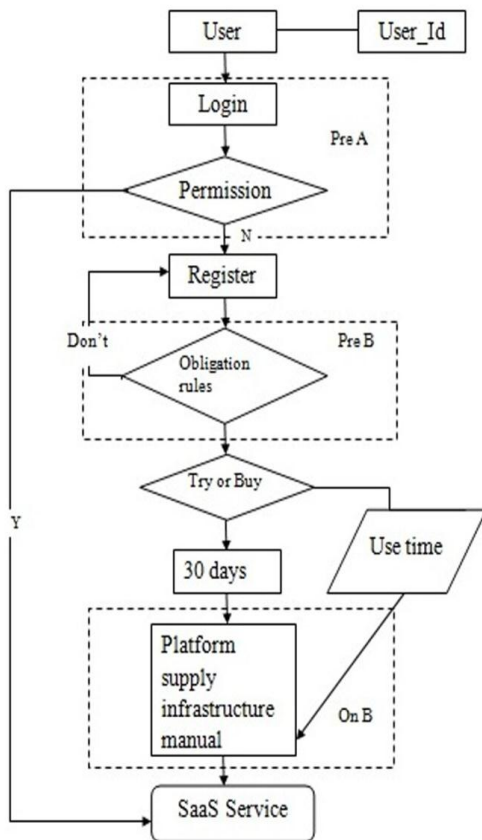 User
User_Id
Login
Pre A
Permission
N
Register
Don't
Pre B
Obligation
rules
Try or Buy
Y
Use time
30 days
Platform
supply
infrastructure
manual
On B
SaaS Service